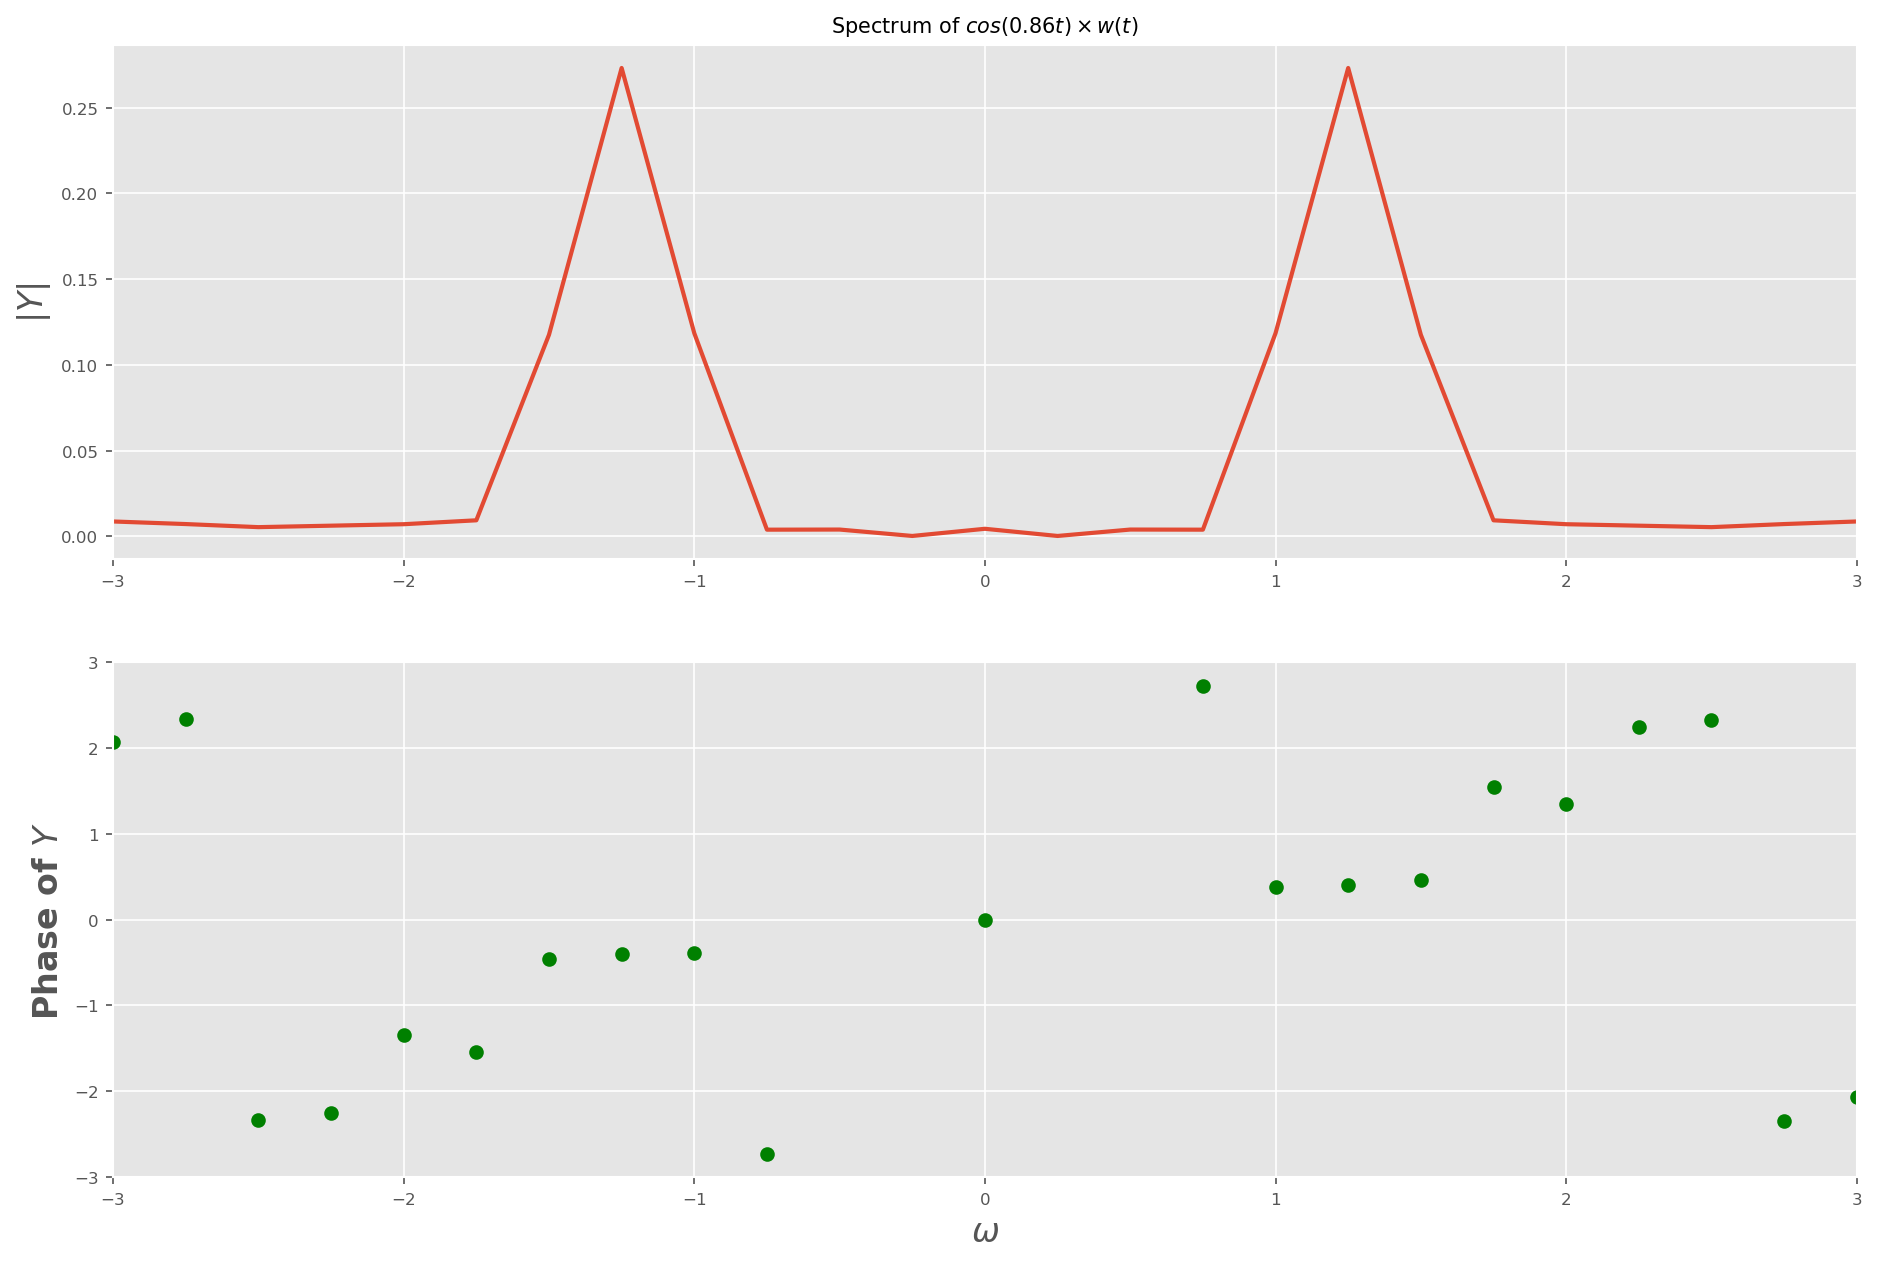 Spectrum of cos(0.86t) × w(t)
|Y|
0.25
0.20
0.15
0.10
0.05
0.00
−3 −2 −1 0 1 2 3
Phase of Y
3
2
1
0
−1
−2
−3
−3 −2 −1 0 1 2 3
ω